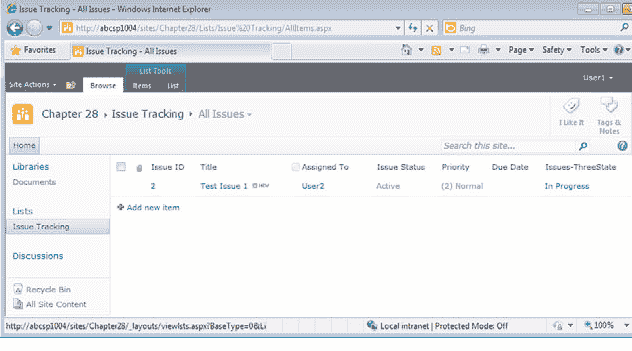 Issue Tracking - All Issues - Windows Internet Explorer
http://abcsp1004/sites/Chapter28/Lists/Issue%20Tracking/AllItems.aspx
Bing
Favorites
Issue Tracking - All Issues
Page
Safety
Tools
List Tools
User1
Site Actions
Browse
Items
List
Chapter 28
Issue Tracking
All Issues
I Like It
Tags &
Notes
Home
Search this site...
Libraries
Documents
Lists
Issue Tracking
Discussions
Recycle Bin
All Site Content
Issue ID Title Assigned To Issue Status Priority Due Date Issues-ThreeState
2 Test Issue 1 NEW User2 Active (2) Normal In Progress
Add new item
http://abcsp1004/sites/Chapter28/_layouts/viewlsts.aspx?BaseType=0&Li
Local intranet | Protected Mode: Off
100%